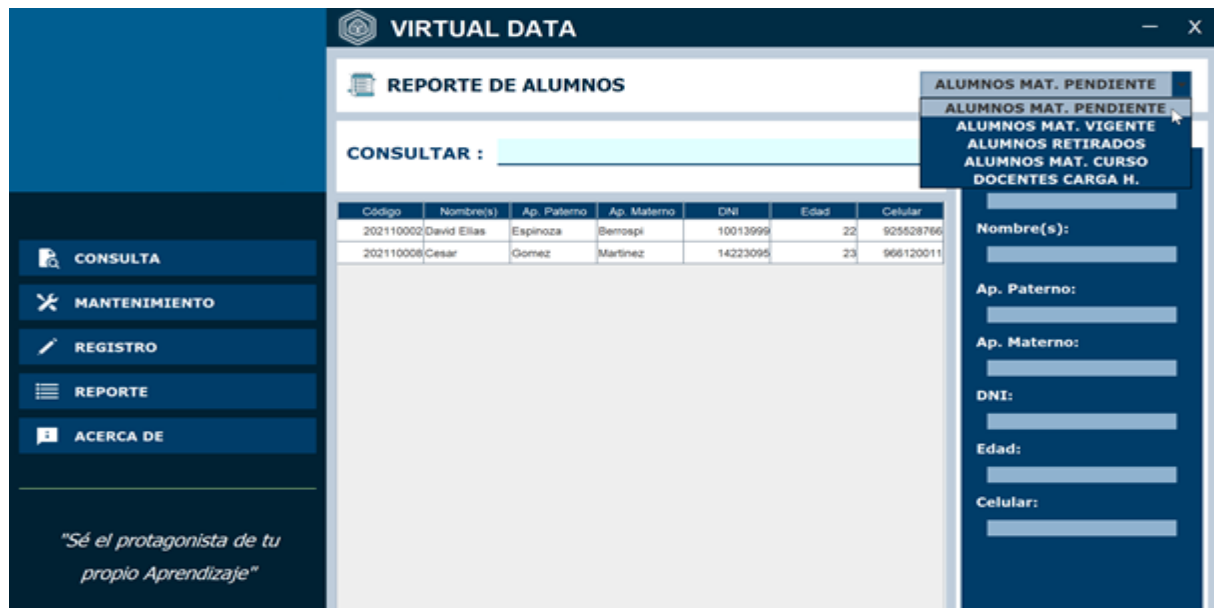 VIRTUAL DATA
REPORTE DE ALUMNOS
ALUMNOS MAT. PENDIENTE
ALUMNOS MAT. PENDIENTE
ALUMNOS MAT. VIGENTE
ALUMNOS RETIRADOS
ALUMNOS MAT. CURSO
DOCENTES CARGA H.
CONSULTAR :
Código Nombre(s) Ap. Paterno Ap. Materno DNI Edad Celular
202110002 David Elias Espinoza Berrospi 10013999 22 925528766
202110008 Cesar Gomez Martinez 14223095 23 966120011
CONSULTA
MANTENIMIENTO
REGISTRO
REPORTE
ACERCA DE
"Sé el protagonista de tu
propio Aprendizaje"
Nombre(s):
Ap. Paterno:
Ap. Materno:
DNI:
Edad:
Celular: